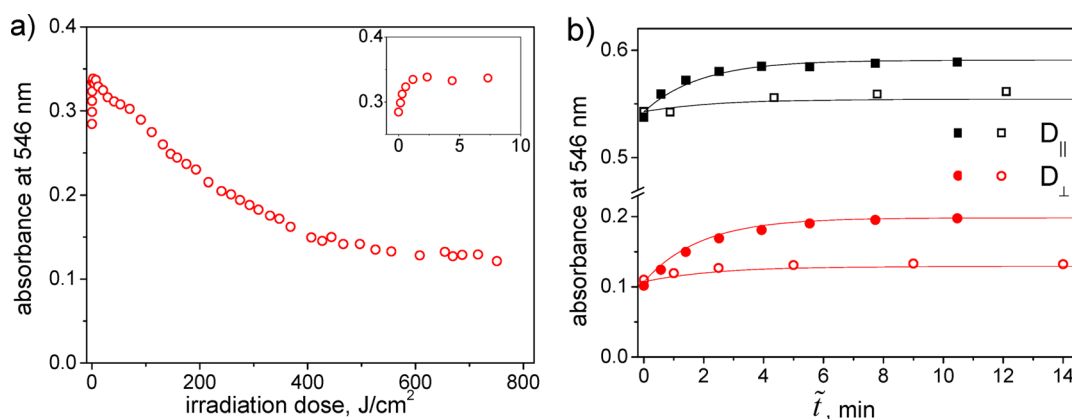 a)
absorbance at 546 nm
0.4
0.3
0.2
0.1
0.0
0 200 400 600 800
irradiation dose, J/cm²
0.4
0.3
0 5 10
b)
absorbance at 546 nm
0.6
0.5
0.2
0.1
0.0
D∥
D⊥
0 2 4 6 8 10 12 14
t̃, min